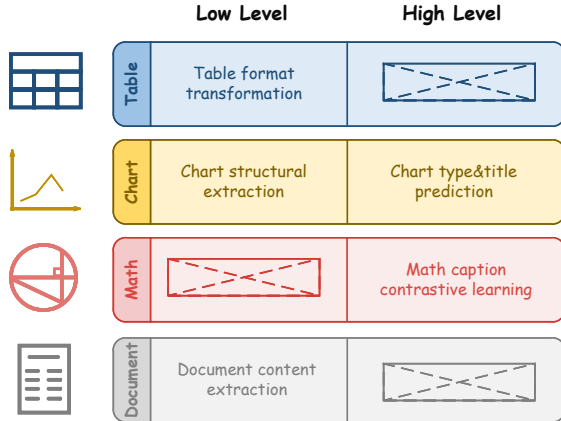 Low Level
High Level
Table
Table format
transformation
Chart
Chart structural
extraction
Chart type&title
prediction
Math
Math caption
contrastive learning
Document
Document content
extraction